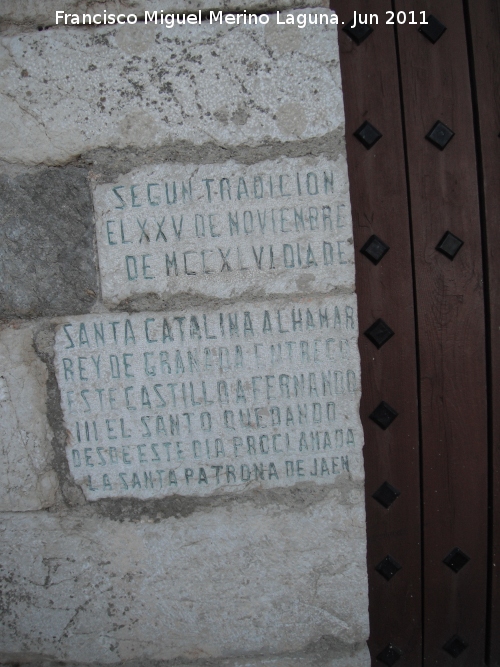 Francisco Miguel Merino Laguna. Jun 2011
SEGUN TRADICION
EL XXV DE NOVIEMBRE
DE MCCXLVI DIA DE
SANTA CATALINA ALHAMAR
REY DE GRANADA ENTREGO
ESTE CASTILLO A FERNANDO
III EL SANTO QUEDANDO
DESDE ESTE DIA PROCLAMADA
LA SANTA PATRONA DE JAEN